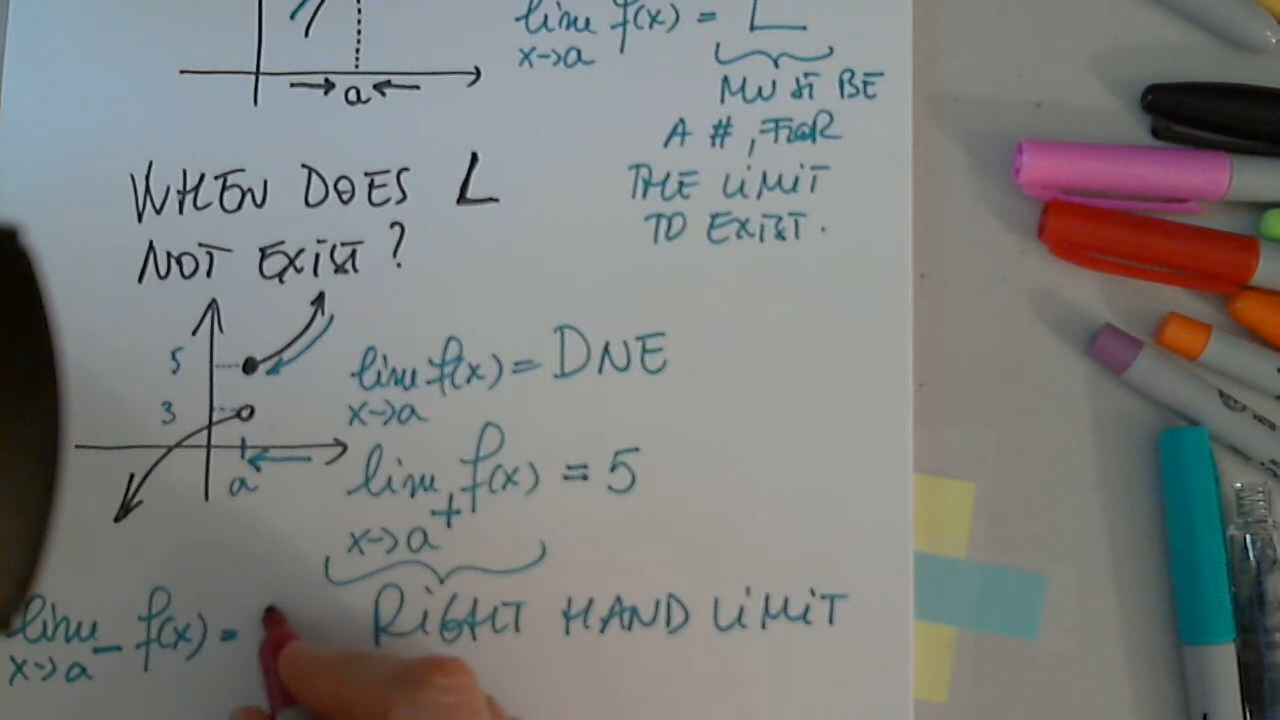 lim f(x) = L
x→a
→ a ←
MUST BE
A #, FOR
THE LIMIT
TO EXIST.
WHEN DOES L
NOT EXIST?
5
3
a
lim f(x) = DNE
x→a
lim f(x) = 5
x→a+
RIGHT HAND LIMIT
lim f(x) =
x→a-